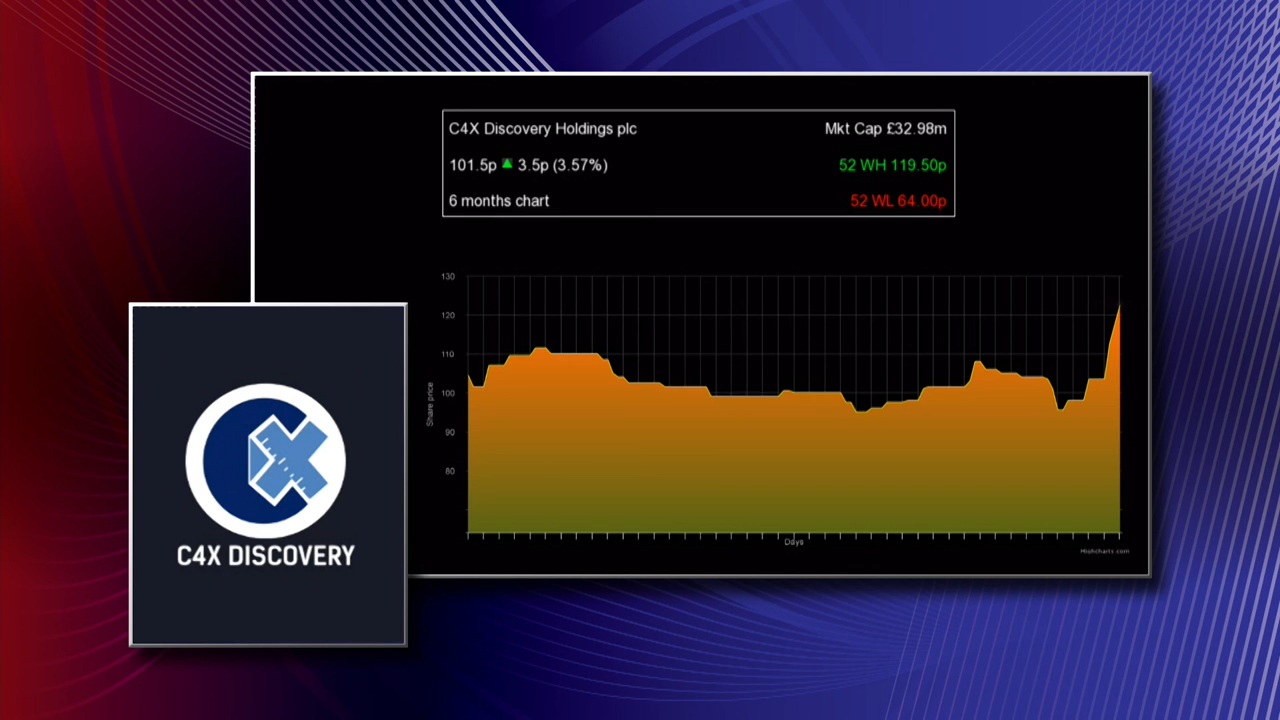 C4X Discovery Holdings plc Mkt Cap £32.98m
101.5p ▲ 3.5p (3.57%) 52 WH 119.50p
6 months chart 52 WL 64.00p
130
120
110
100
90
80
Share price
Days
Highcharts.com
C4X DISCOVERY